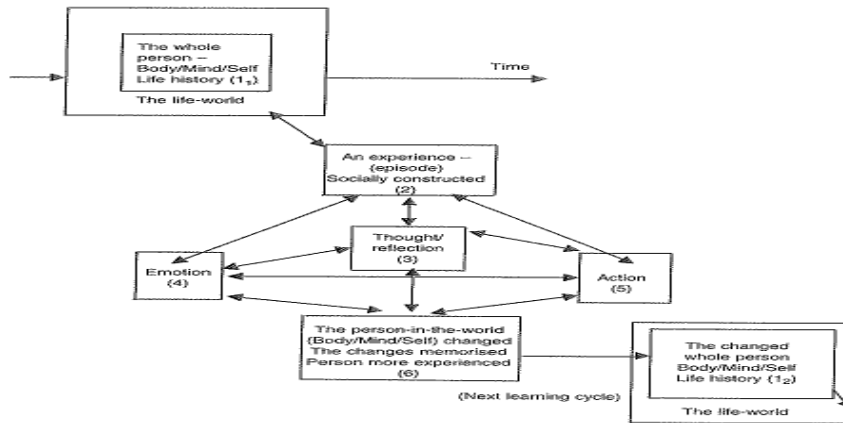 The whole
person –
Body/Mind/Self
Life history (1₁)
The life-world
Time
An experience –
(episode)
Socially constructed
(2)
Thought/
reflection
(3)
Emotion
(4)
Action
(5)
The person-in-the-world
(Body/Mind/Self) changed
The changes memorised
Person more experienced
(6)
(Next learning cycle)
The changed
whole person
Body/Mind/Self
Life history (1₂)
The life-world